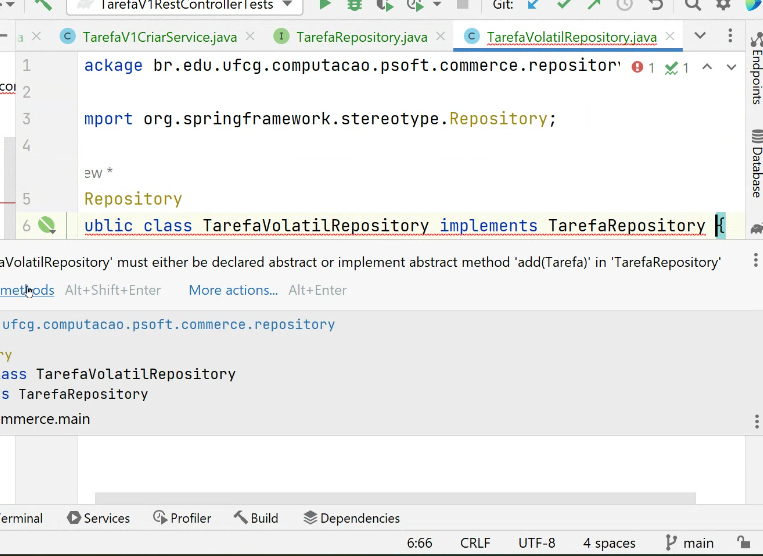 TarefaV1RestControllerTests
Git:
TarefaV1CriarService.java
TarefaRepository.java
TarefaVolatilRepository.java
1 ackage br.edu.ufcg.computacao.psoft.commerce.repository
1
1
2
3 mport org.springframework.stereotype.Repository;
4
ew *
5 Repository
6 ublic class TarefaVolatilRepository implements TarefaRepository {
aVolatilRepository' must either be declared abstract or implement abstract method 'add(Tarefa)' in 'TarefaRepository'
methods Alt+Shift+Enter More actions... Alt+Enter
ufcg.computacao.psoft.commerce.repository
ry
ass TarefaVolatilRepository
s TarefaRepository
mmerce.main
Endpoints
Database
erminal
Services
Profiler
Build
Dependencies
6:66
CRLF
UTF-8
4 spaces
main